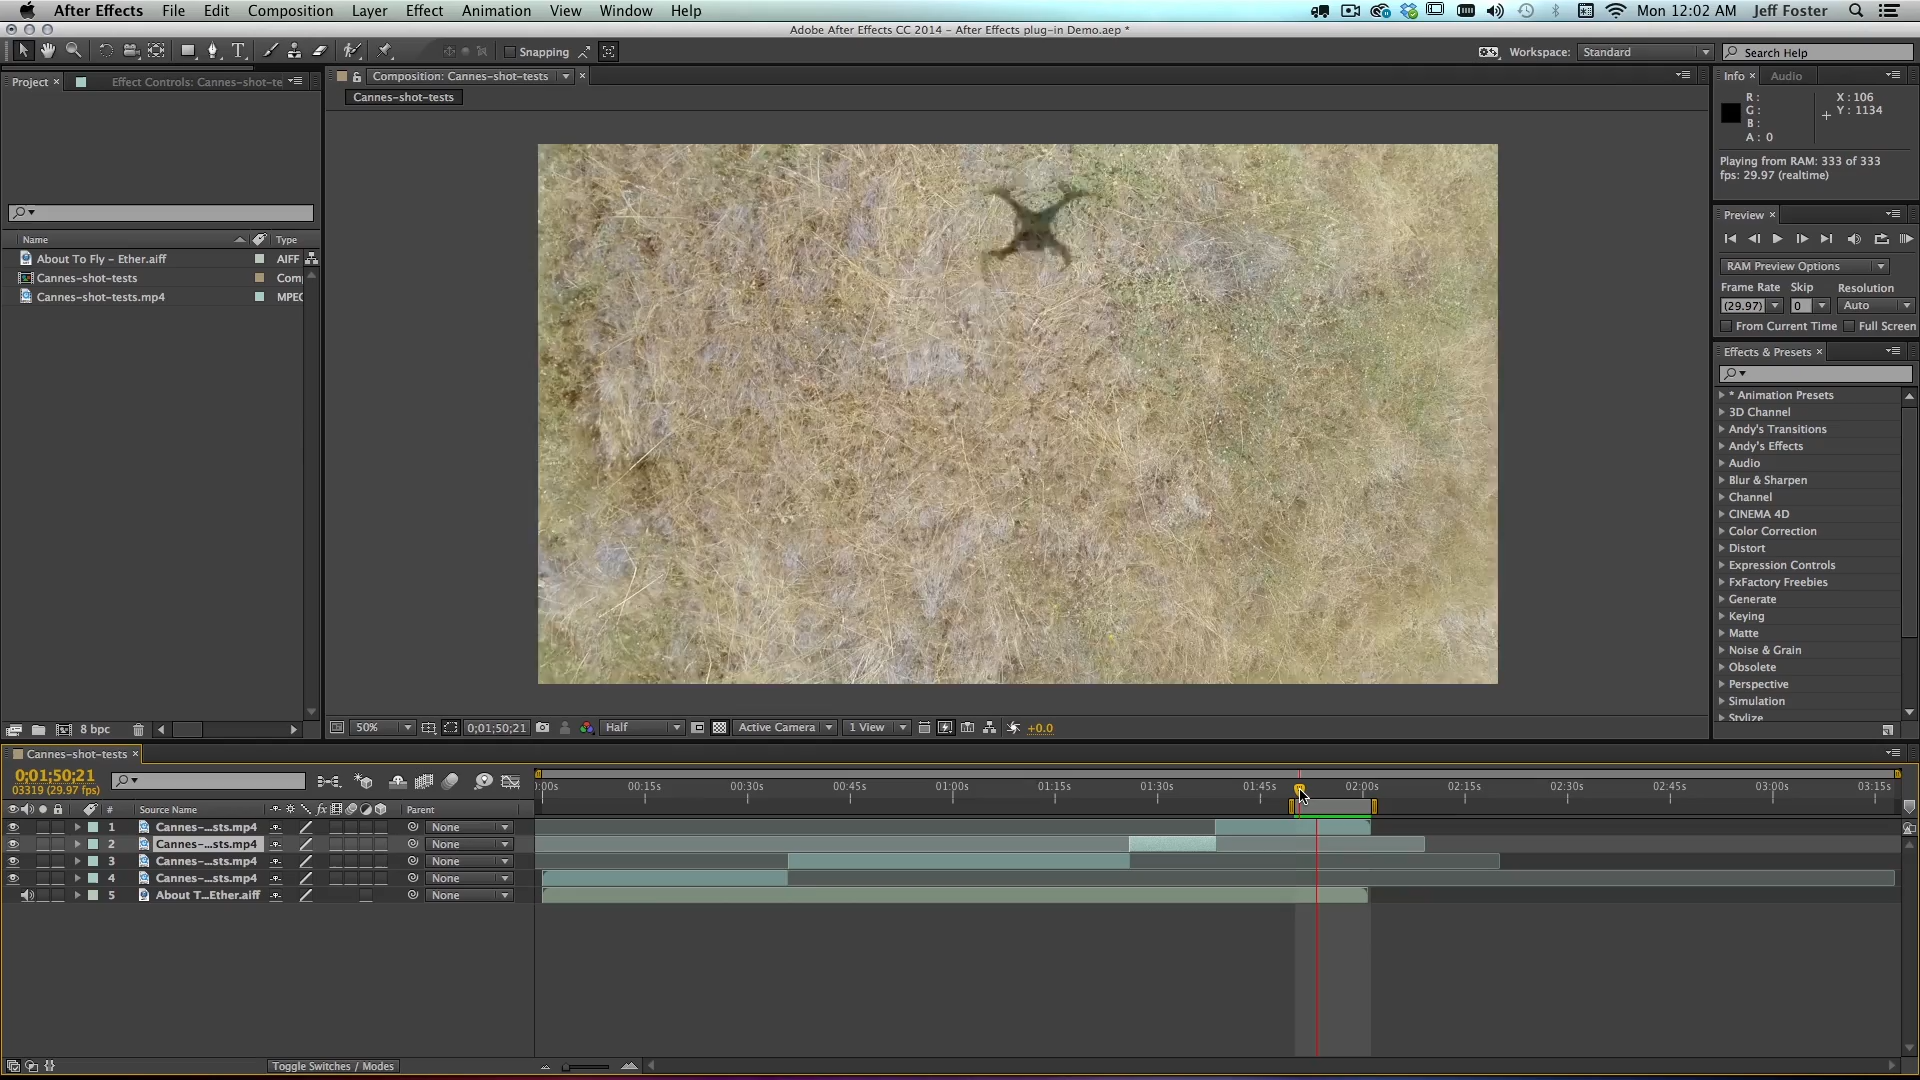 After Effects File Edit Composition Layer Effect Animation View Window Help Mon 12:02 AM Jeff Foster
Adobe After Effects CC 2014 - After Effects plug-in Demo.aep *
T Snapping Workspace: Standard Search Help
Project × Effect Controls: Cannes-shot-te Composition: Cannes-shot-tests × Info × Audio
Cannes-shot-tests
R :
G :
B :
A : 0
X : 106
Y : 1134
Playing from RAM: 333 of 333
fps: 29.97 (realtime)
Preview ×
RAM Preview Options
Frame Rate Skip Resolution
(29.97) 0 Auto
From Current Time Full Screen
Effects & Presets ×
* Animation Presets
3D Channel
Andy's Transitions
Andy's Effects
Audio
Blur & Sharpen
Channel
CINEMA 4D
Color Correction
Distort
Expression Controls
FxFactory Freebies
Generate
Keying
Matte
Noise & Grain
Obsolete
Perspective
Simulation
Stylize
Name Type
About To Fly - Ether.aiff AIFF
Cannes-shot-tests Com
Cannes-shot-tests.mp4 MPEG
8 bpc
50% 0;01;50;21 Half Active Camera 1 View +0.0
Cannes-shot-tests ×
0;01;50;21
03319 (29.97 fps)
:00s 00:15s 00:30s 00:45s 01:00s 01:15s 01:30s 01:45s 02:00s 02:15s 02:30s 02:45s 03:00s 03:15s
# Source Name fx Parent
1 Cannes-...sts.mp4 None
2 Cannes-...sts.mp4 None
3 Cannes-...sts.mp4 None
4 Cannes-...sts.mp4 None
5 About T...Ether.aiff None
Toggle Switches / Modes